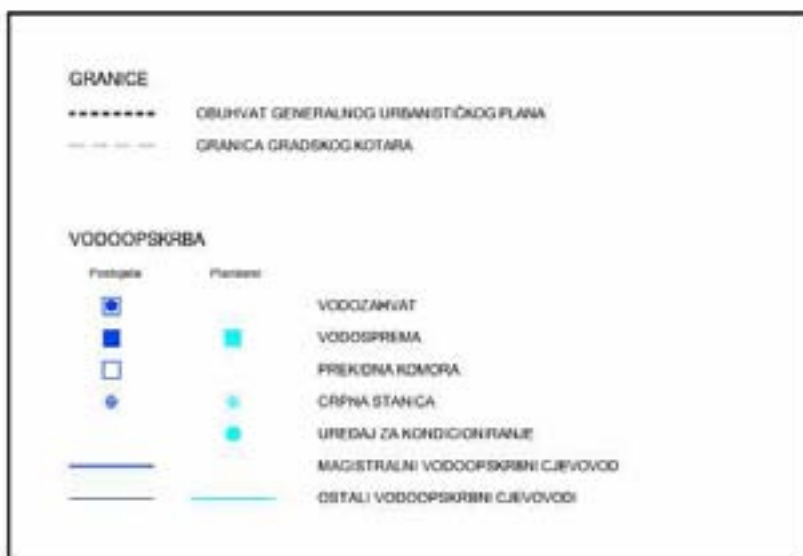 GRANICE
OBUHVAT GENERALNOG URBANISTIČKOG PLANA
GRANICA GRADSKOG KOTARA
VODOOPSKRBA
Postojeće Planirano
VODOZAHVAT
VODOSPREMA
PREKIDNA KOMORA
CRPNA STANICA
UREĐAJ ZA KONDICIONIRANJE
MAGISTRALNI VODOOPSKRBNI CJEVOVOD
OSTALI VODOOPSKRBNI CJEVOVODI